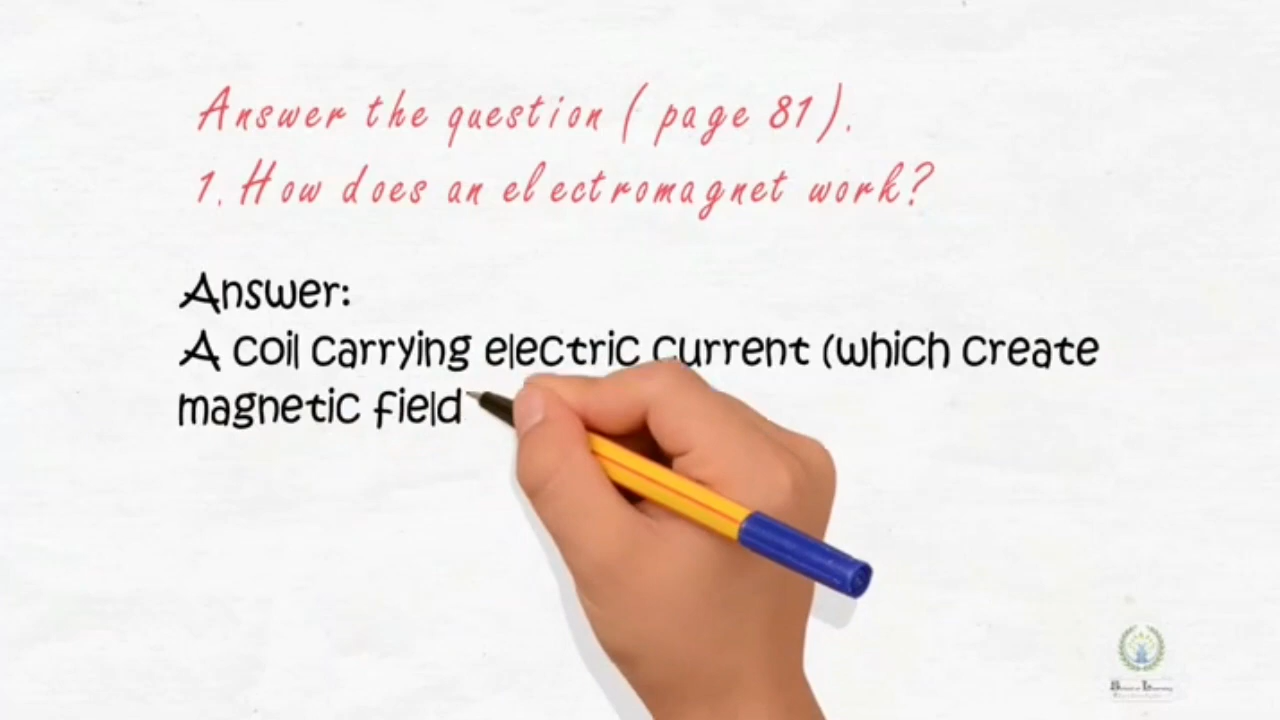 Answer the question ( page 81 ).
1. How does an electromagnet work?
Answer:
A coil carrying electric current (which create
magnetic field